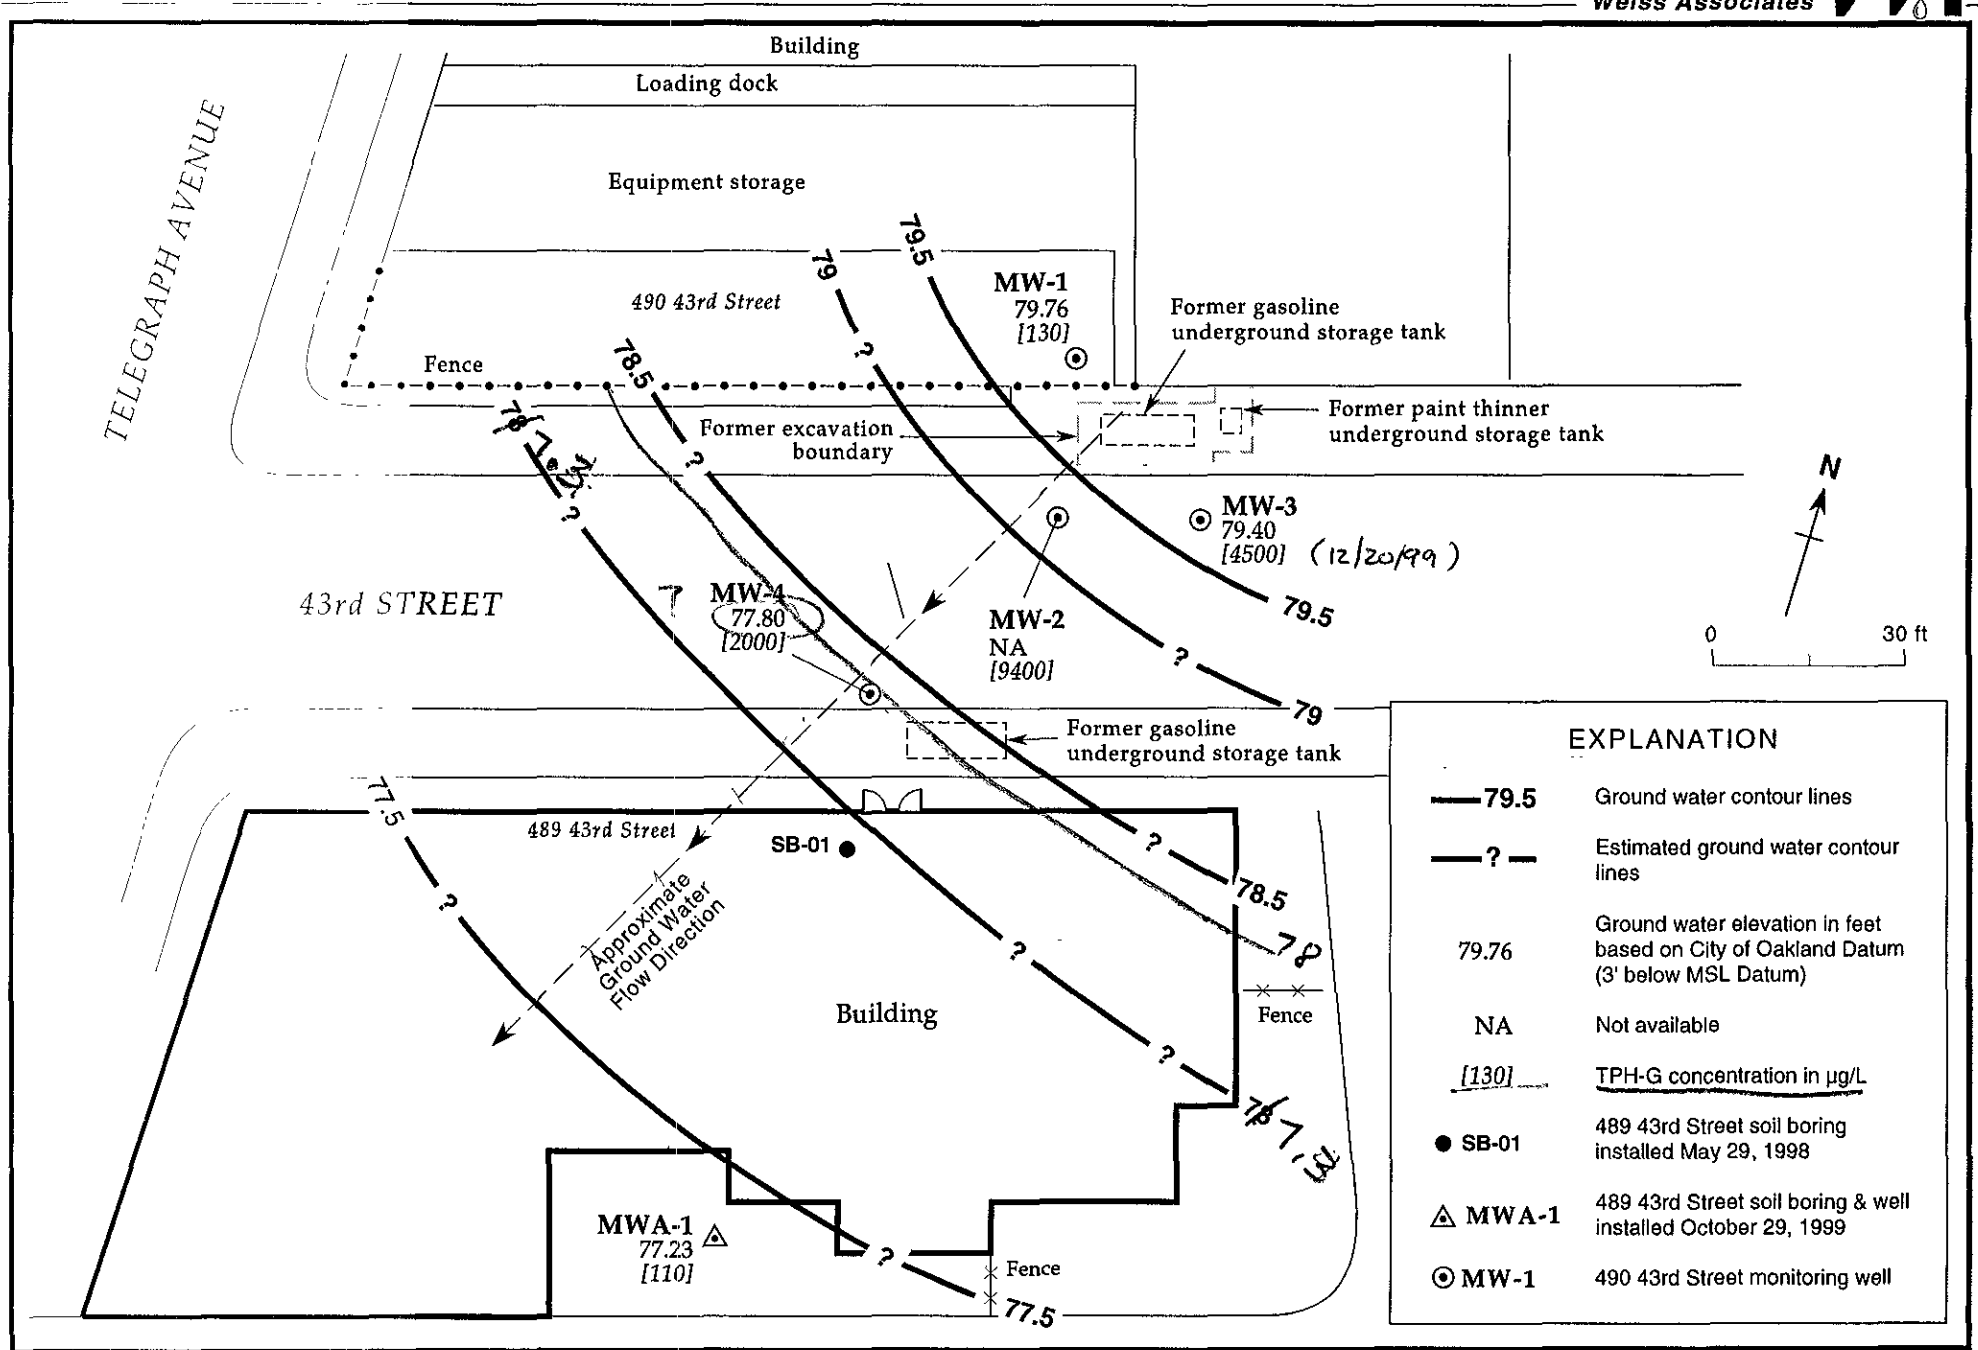 Weiss Associates
Building
Loading dock
TELEGRAPH AVENUE
Equipment storage
79.5
79
490 43rd Street
MW-1
79.76
[130]
Former gasoline
underground storage tank
78.5
Fence
78
Former excavation
boundary
Former paint thinner
underground storage tank
?
?
?
N
MW-3
79.40
[4500] (12/20/99)
43rd STREET
MW-4
77.80
[2000]
MW-2
NA
[9400]
79.5
?
79
0 30 ft
Former gasoline
underground storage tank
77.5
489 43rd Street
SB-01
?
78.5
78
?
Approximate
Ground Water
Flow Direction
?
Building
Fence
?
78
MWA-1
77.23
[110]
?
Fence
77.5
EXPLANATION
79.5 Ground water contour lines
? Estimated ground water contour
lines
79.76 Ground water elevation in feet
based on City of Oakland Datum
(3' below MSL Datum)
NA Not available
[130] TPH-G concentration in µg/L
SB-01 489 43rd Street soil boring
installed May 29, 1998
MWA-1 489 43rd Street soil boring & well
installed October 29, 1999
MW-1 490 43rd Street monitoring well